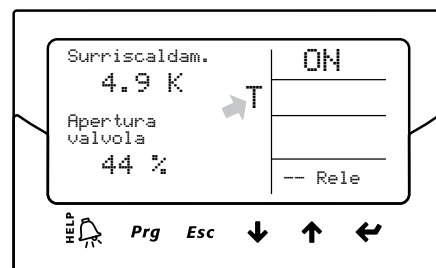 Surriscaldam.
4.9 K
Apertura
valvola
44 %
T
ON
-- Rele
HELP Prg Esc